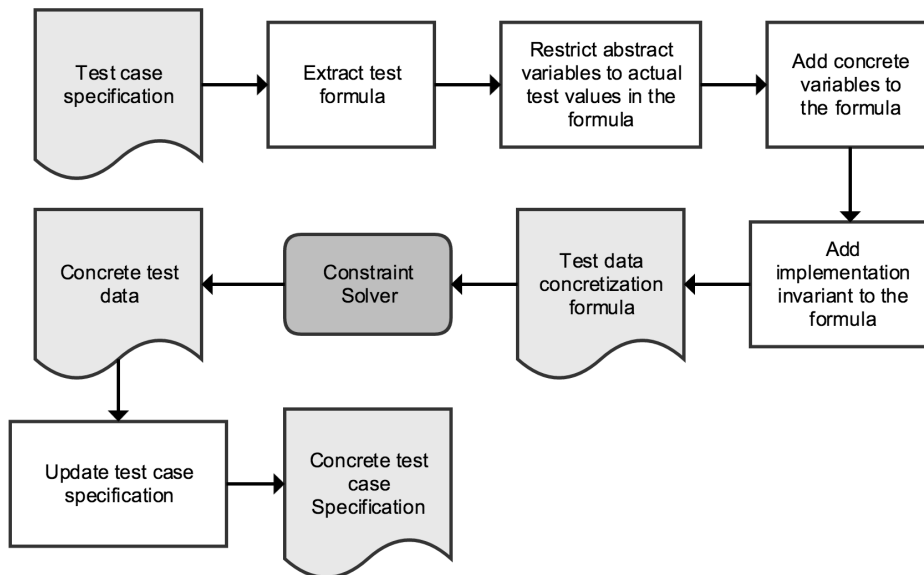 Test case
specification
Extract test
formula
Restrict abstract
variables to actual
test values in the
formula
Add concrete
variables to
the formula
Concrete test
data
Constraint
Solver
Test data
concretization
formula
Add
implementation
invariant to the
formula
Update test case
specification
Concrete test
case
Specification